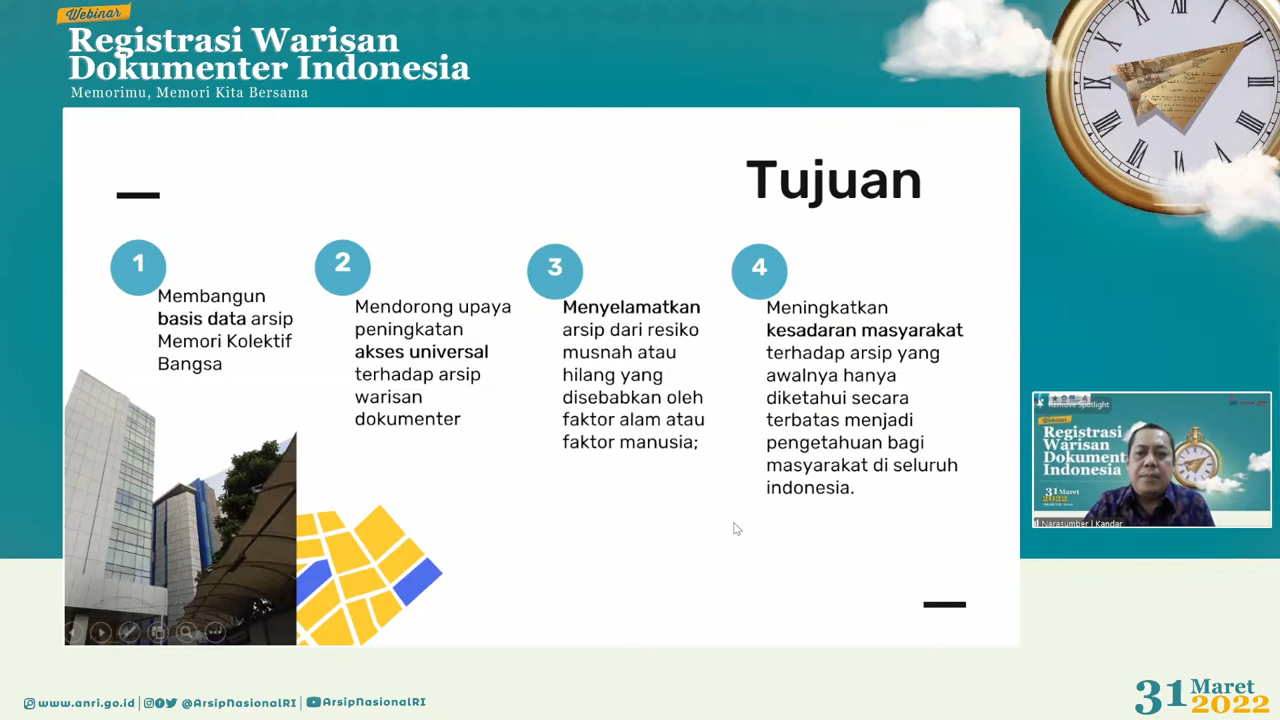 Webinar
Registrasi Warisan
Dokumenter Indonesia
Memorimu, Memori Kita Bersama
Tujuan
1
Membangun
basis data arsip
Memori Kolektif
Bangsa
2
Mendorong upaya
peningkatan
akses universal
terhadap arsip
warisan
dokumenter
3
Menyelamatkan
arsip dari resiko
musnah atau
hilang yang
disebabkan oleh
faktor alam atau
faktor manusia;
4
Meningkatkan
kesadaran masyarakat
terhadap arsip yang
awalnya hanya
diketahui secara
terbatas menjadi
pengetahuan bagi
masyarakat di seluruh
indonesia.
Remove Spotlight
Webinar
Registrasi
Warisan
Dokument
Indonesia
31 Maret
2022
Narasumber | Kandar
www.anri.go.id | @ArsipNasionalRI | ArsipNasionalRI
31 Maret
2022